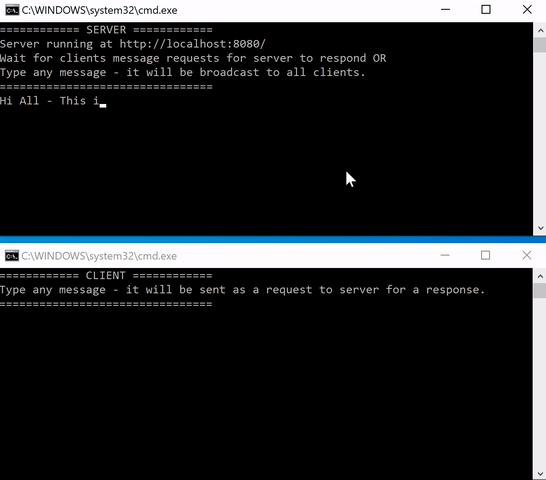 C:\WINDOWS\system32\cmd.exe
============ SERVER ============
Server running at http://localhost:8080/
Wait for clients message requests for server to respond OR
Type any message - it will be broadcast to all clients.
================================
Hi All - This i_
C:\WINDOWS\system32\cmd.exe
============ CLIENT ============
Type any message - it will be sent as a request to server for a response.
================================